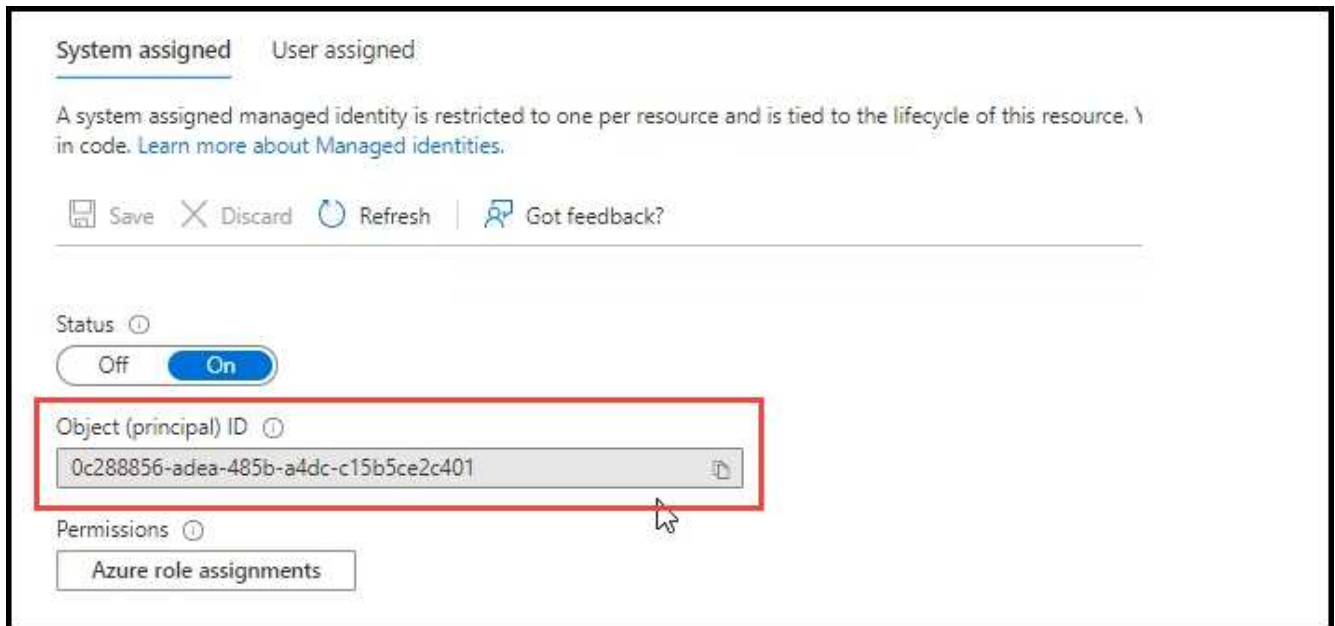 System assigned User assigned
A system assigned managed identity is restricted to one per resource and is tied to the lifecycle of this resource.
in code. Learn more about Managed identities.
Save Discard Refresh Got feedback?
Status
Off On
Object (principal) ID
0c288856-adea-485b-a4dc-c15b5ce2c401
Permissions
Azure role assignments